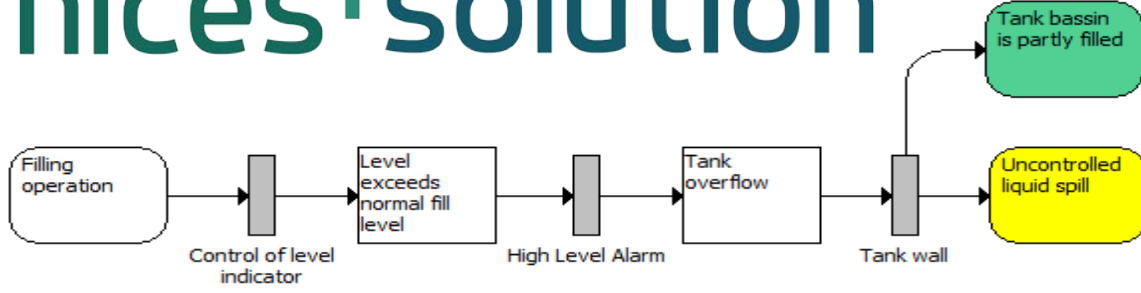 nices solution
Tank bassin
is partly filled
Filling
operation
Level
exceeds
normal fill
level
Tank
overflow
Uncontrolled
liquid spill
Control of level
indicator
High Level Alarm
Tank wall